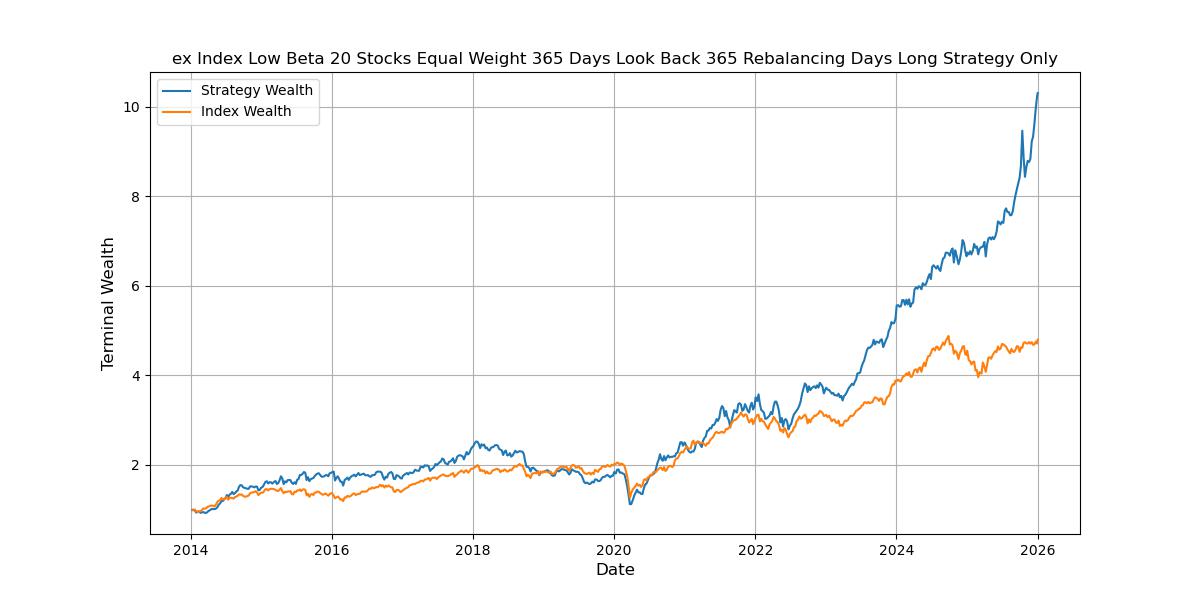 ex Index Low Beta 20 Stocks Equal Weight 365 Days Look Back 365 Rebalancing Days Long Strategy Only
Strategy Wealth
Index Wealth
10
8
6
4
2
Terminal Wealth
2014 2016 2018 2020 2022 2024 2026
Date